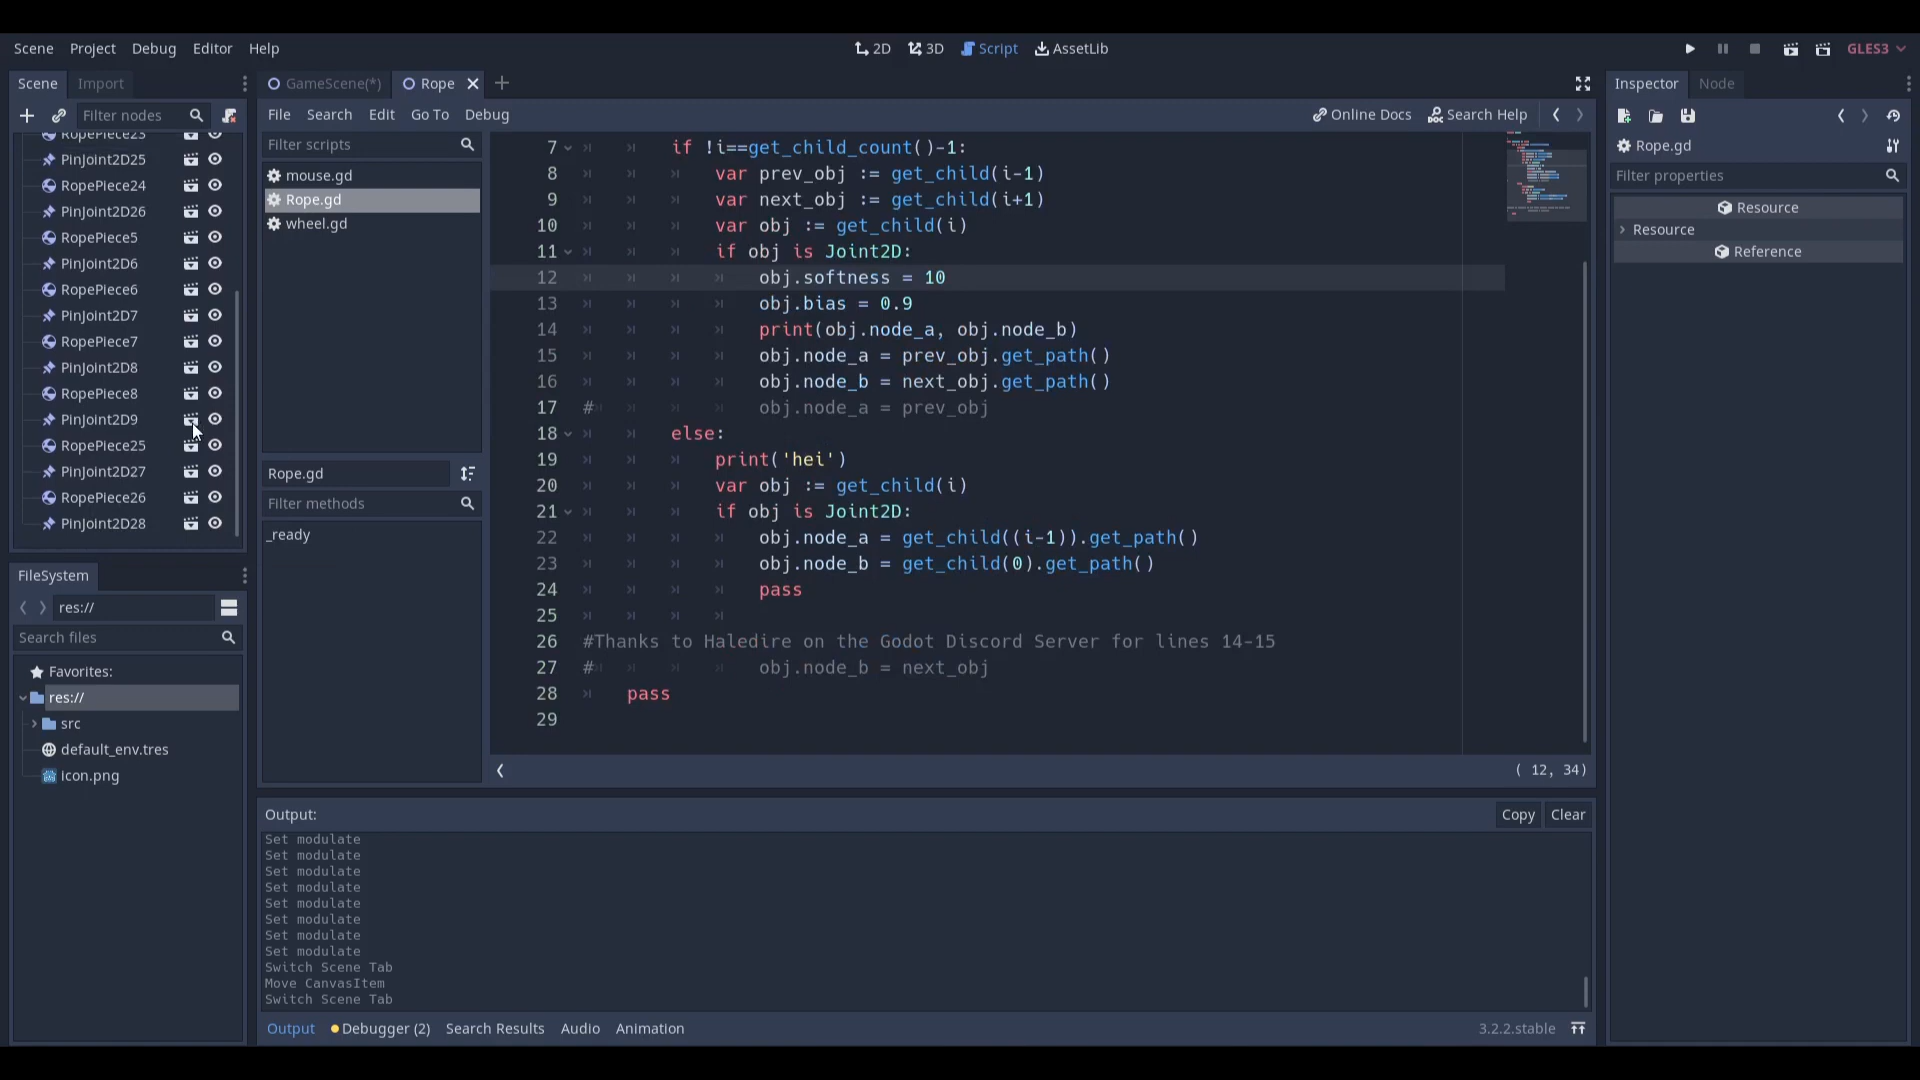 Scene Project Debug Editor Help
2D 3D Script AssetLib
GLES3
Scene Import
GameScene(*) Rope
Inspector Node
Filter nodes
File Search Edit Go To Debug
Online Docs Search Help
RopePiece23
PinJoint2D25
RopePiece24
PinJoint2D26
RopePiece5
PinJoint2D6
RopePiece6
PinJoint2D7
RopePiece7
PinJoint2D8
RopePiece8
PinJoint2D9
RopePiece25
PinJoint2D27
RopePiece26
PinJoint2D28
FileSystem
res://
Search files
Favorites:
res://
src
default_env.tres
icon.png
Filter scripts
mouse.gd
Rope.gd
wheel.gd
Rope.gd
Filter methods
_ready
7 if !i==get_child_count()-1:
8 var prev_obj := get_child(i-1)
9 var next_obj := get_child(i+1)
10 var obj := get_child(i)
11 if obj is Joint2D:
12 obj.softness = 10
13 obj.bias = 0.9
14 print(obj.node_a, obj.node_b)
15 obj.node_a = prev_obj.get_path()
16 obj.node_b = next_obj.get_path()
17 # obj.node_a = prev_obj
18 else:
19 print('hei')
20 var obj := get_child(i)
21 if obj is Joint2D:
22 obj.node_a = get_child((i-1)).get_path()
23 obj.node_b = get_child(0).get_path()
24 pass
25
26 #Thanks to Haledire on the Godot Discord Server for lines 14-15
27 # obj.node_b = next_obj
28 pass
29
( 12, 34)
Output:
Copy Clear
Set modulate
Set modulate
Set modulate
Set modulate
Set modulate
Set modulate
Set modulate
Set modulate
Switch Scene Tab
Move CanvasItem
Switch Scene Tab
Output Debugger (2) Search Results Audio Animation
3.2.2.stable
Rope.gd
Filter properties
Resource
Resource
Reference